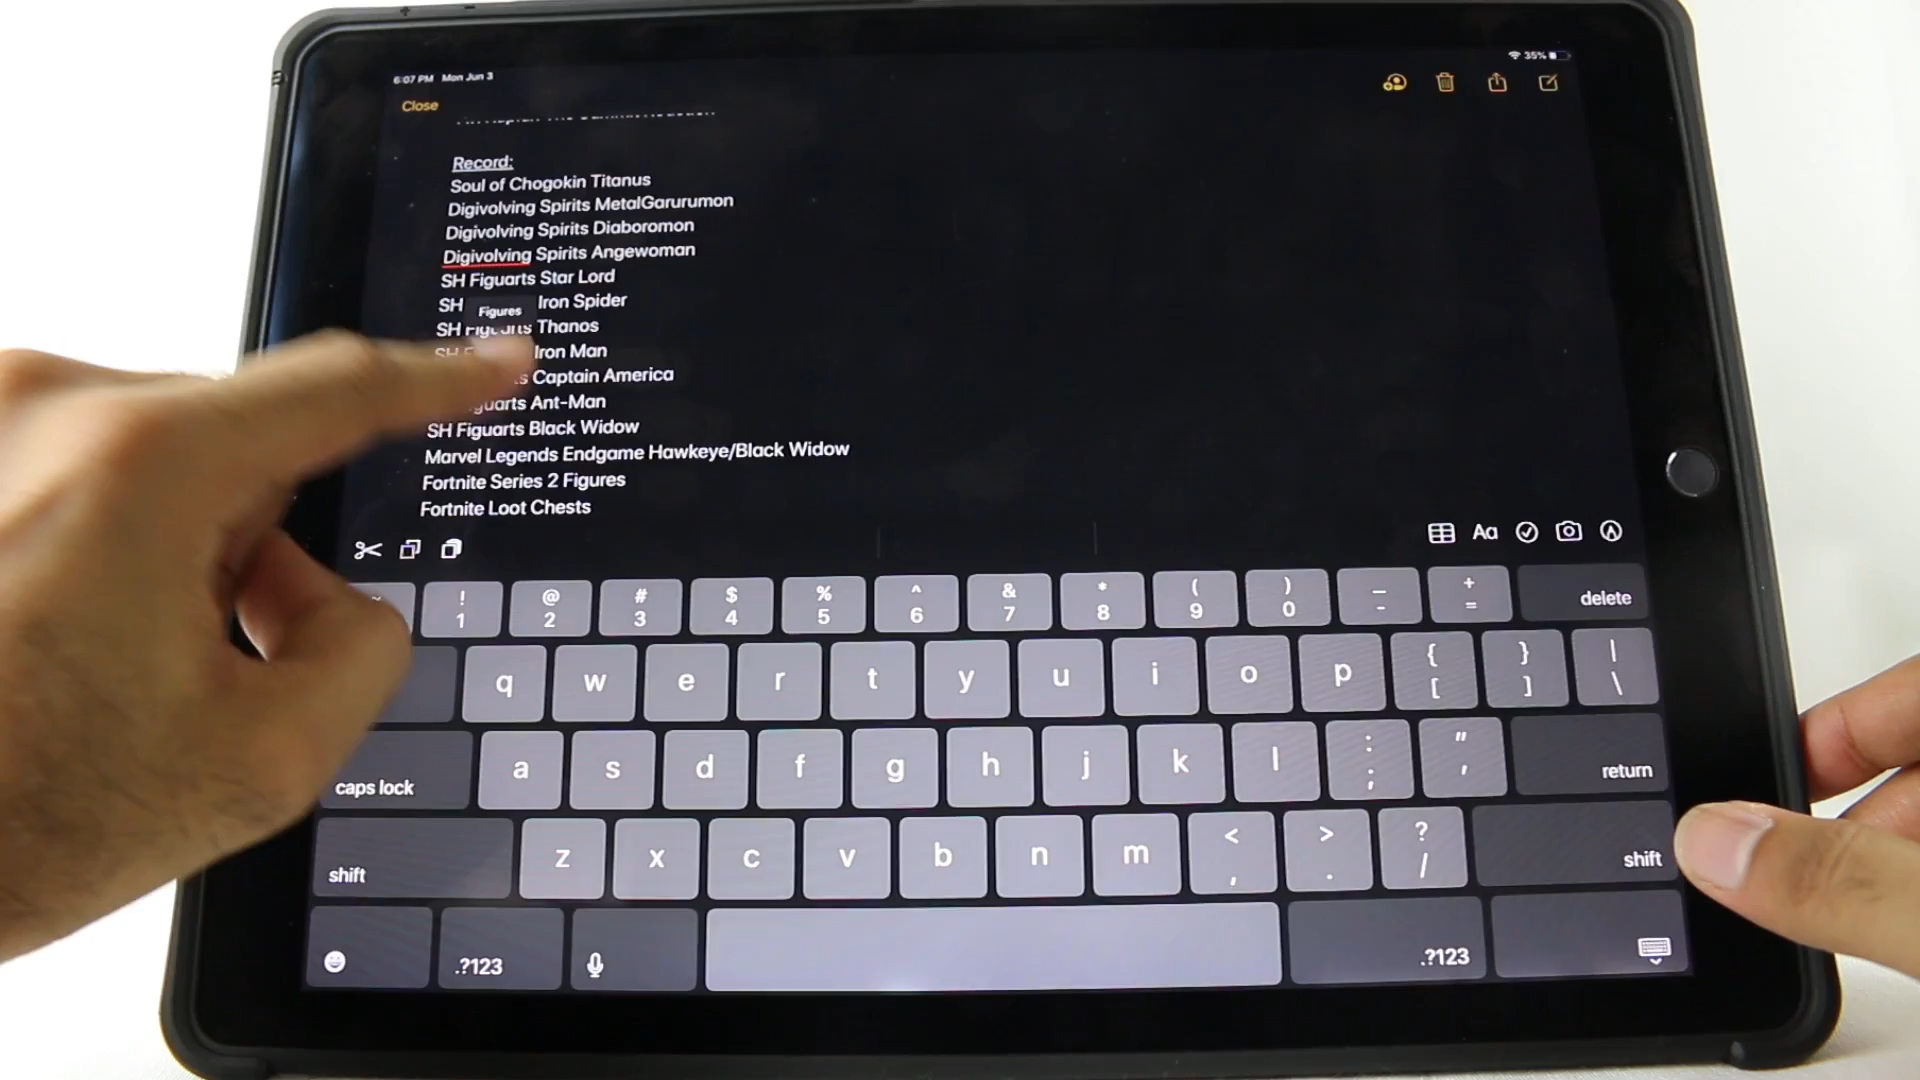 6:07 PM Mon Jun 3
35%
Close
Record:
Soul of Chogokin Titanus
Digivolving Spirits MetalGarurumon
Digivolving Spirits Diaboromon
Digivolving Spirits Angewoman
SH Figuarts Star Lord
SH Iron Spider
Figures
SH Figuarts Thanos
SH Iron Man
Captain America
Ant-Man
SH Figuarts Black Widow
Marvel Legends Endgame Hawkeye/Black Widow
Fortnite Series 2 Figures
Fortnite Loot Chests
Aa
~ ! @ # $ % ^ & * ( ) _ +
1 2 3 4 5 6 7 8 9 0 - = delete
q w e r t y u i o p { [ } ] | \
caps lock a s d f g h j k l : ; " ' return
shift z x c v b n m < , > . ? / shift
.?123 .?123